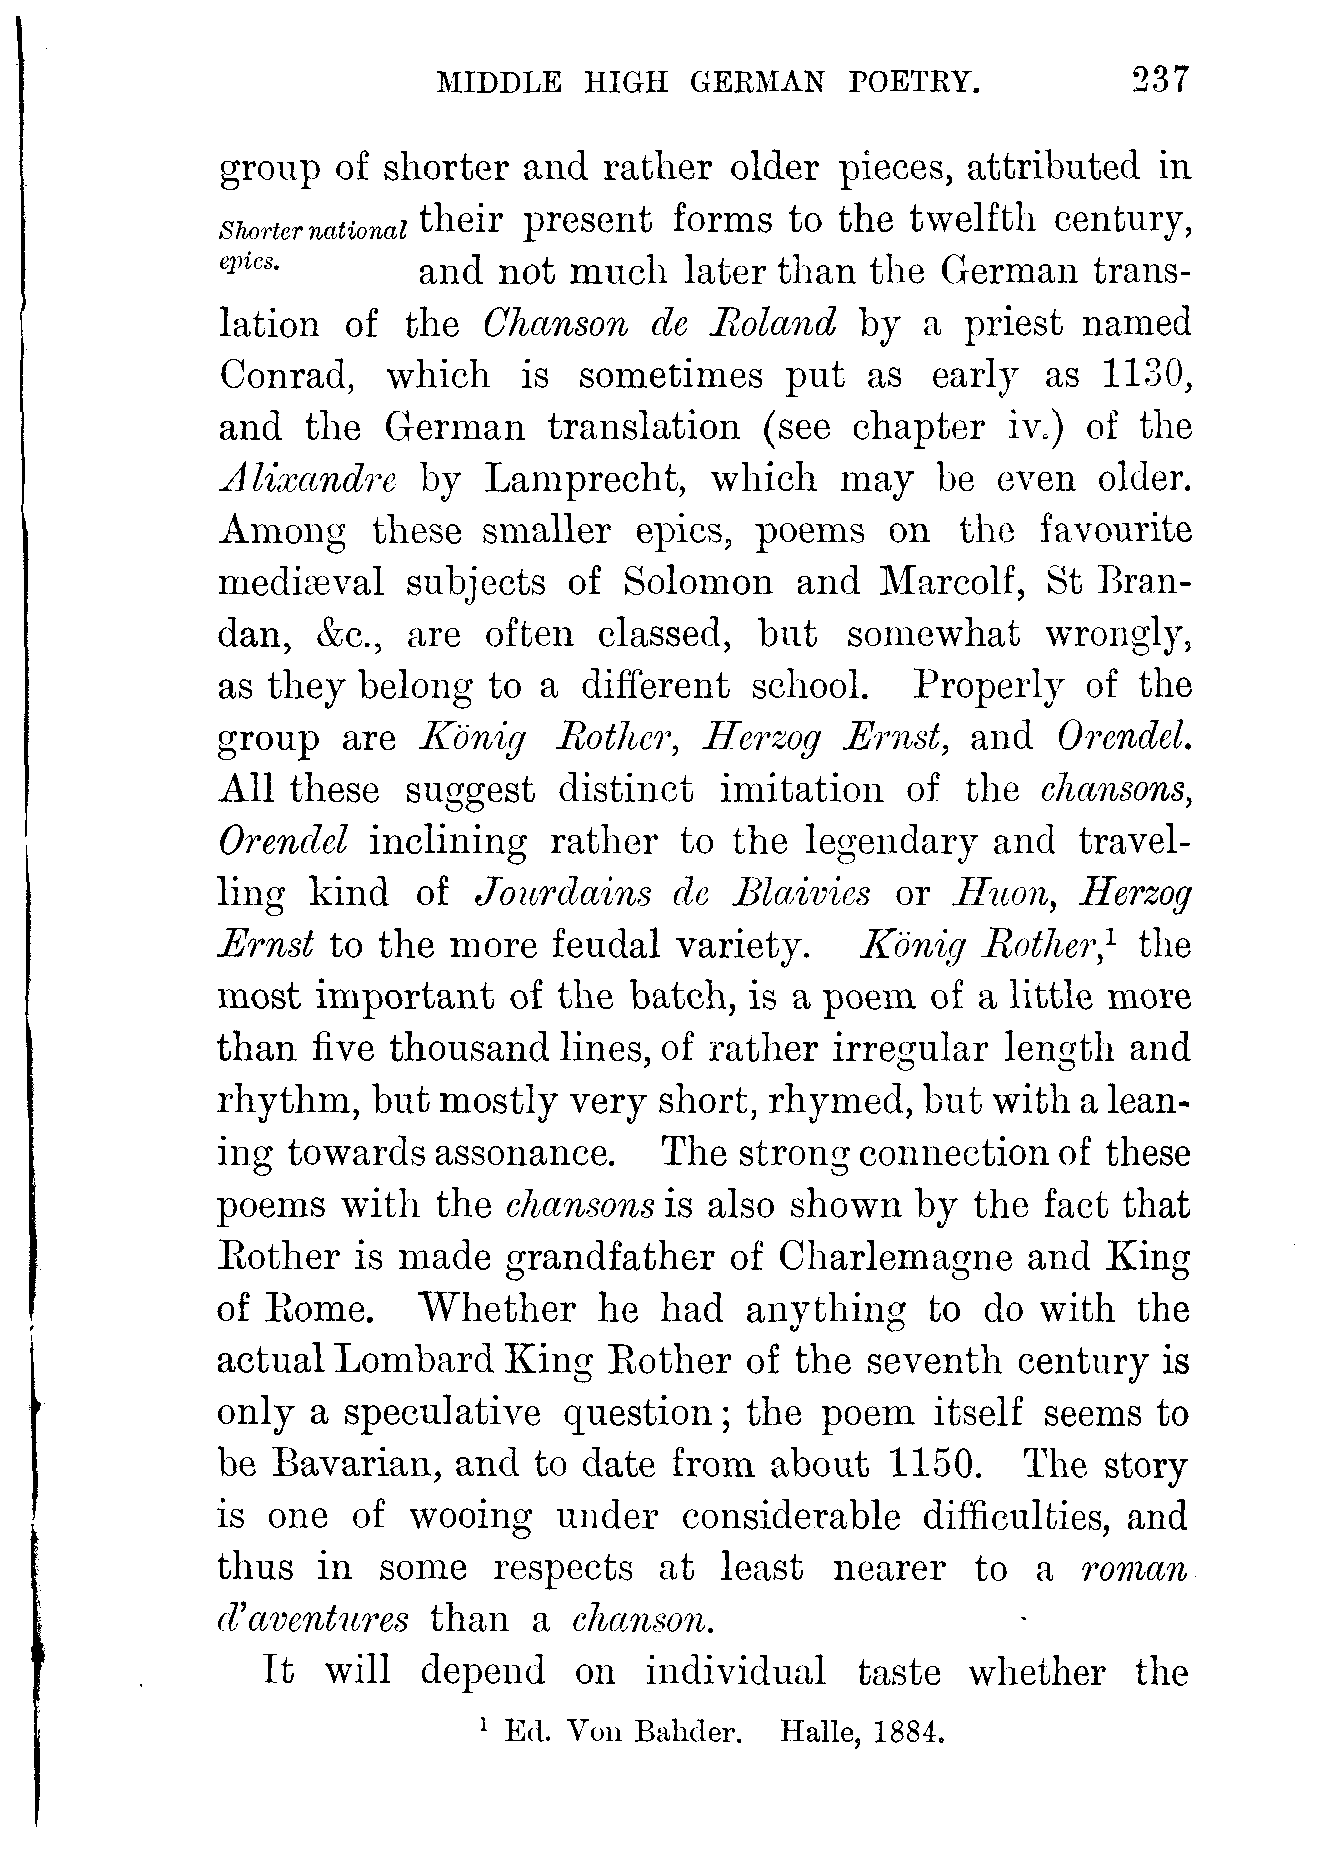 MIDDLE HIGH GERMAN POETRY. 237
group of shorter and rather older pieces, attributed in
Shorter national their present forms to the twelfth century,
epics. and not much later than the German trans-
lation of the Chanson de Roland by a priest named
Conrad, which is sometimes put as early as 1130,
and the German translation (see chapter iv.) of the
Alixandre by Lamprecht, which may be even older.
Among these smaller epics, poems on the favourite
mediæval subjects of Solomon and Marcolf, St Bran-
dan, &c., are often classed, but somewhat wrongly,
as they belong to a different school. Properly of the
group are König Rother, Herzog Ernst, and Orendel.
All these suggest distinct imitation of the chansons,
Orendel inclining rather to the legendary and travel-
ling kind of Jourdains de Blaivies or Huon, Herzog
Ernst to the more feudal variety. König Rother,¹ the
most important of the batch, is a poem of a little more
than five thousand lines, of rather irregular length and
rhythm, but mostly very short, rhymed, but with a lean-
ing towards assonance. The strong connection of these
poems with the chansons is also shown by the fact that
Rother is made grandfather of Charlemagne and King
of Rome. Whether he had anything to do with the
actual Lombard King Rother of the seventh century is
only a speculative question; the poem itself seems to
be Bavarian, and to date from about 1150. The story
is one of wooing under considerable difficulties, and
thus in some respects at least nearer to a roman
d'aventures than a chanson.
It will depend on individual taste whether the
¹ Ed. Von Bahder. Halle, 1884.